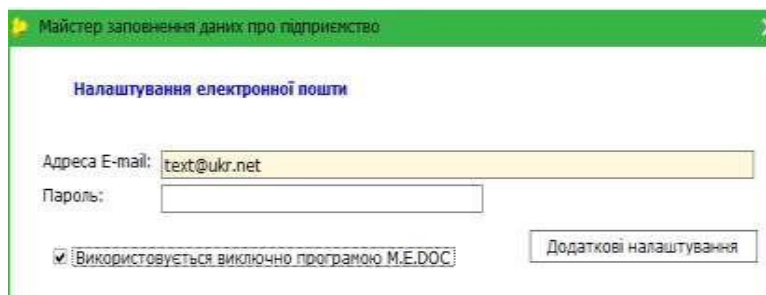 Майстер заповнення даних про підприємство
Налаштування електронної пошти
Адреса E-mail: text@ukr.net
Пароль:
Використовується виключно програмою M.E.DOC
Додаткові налаштування